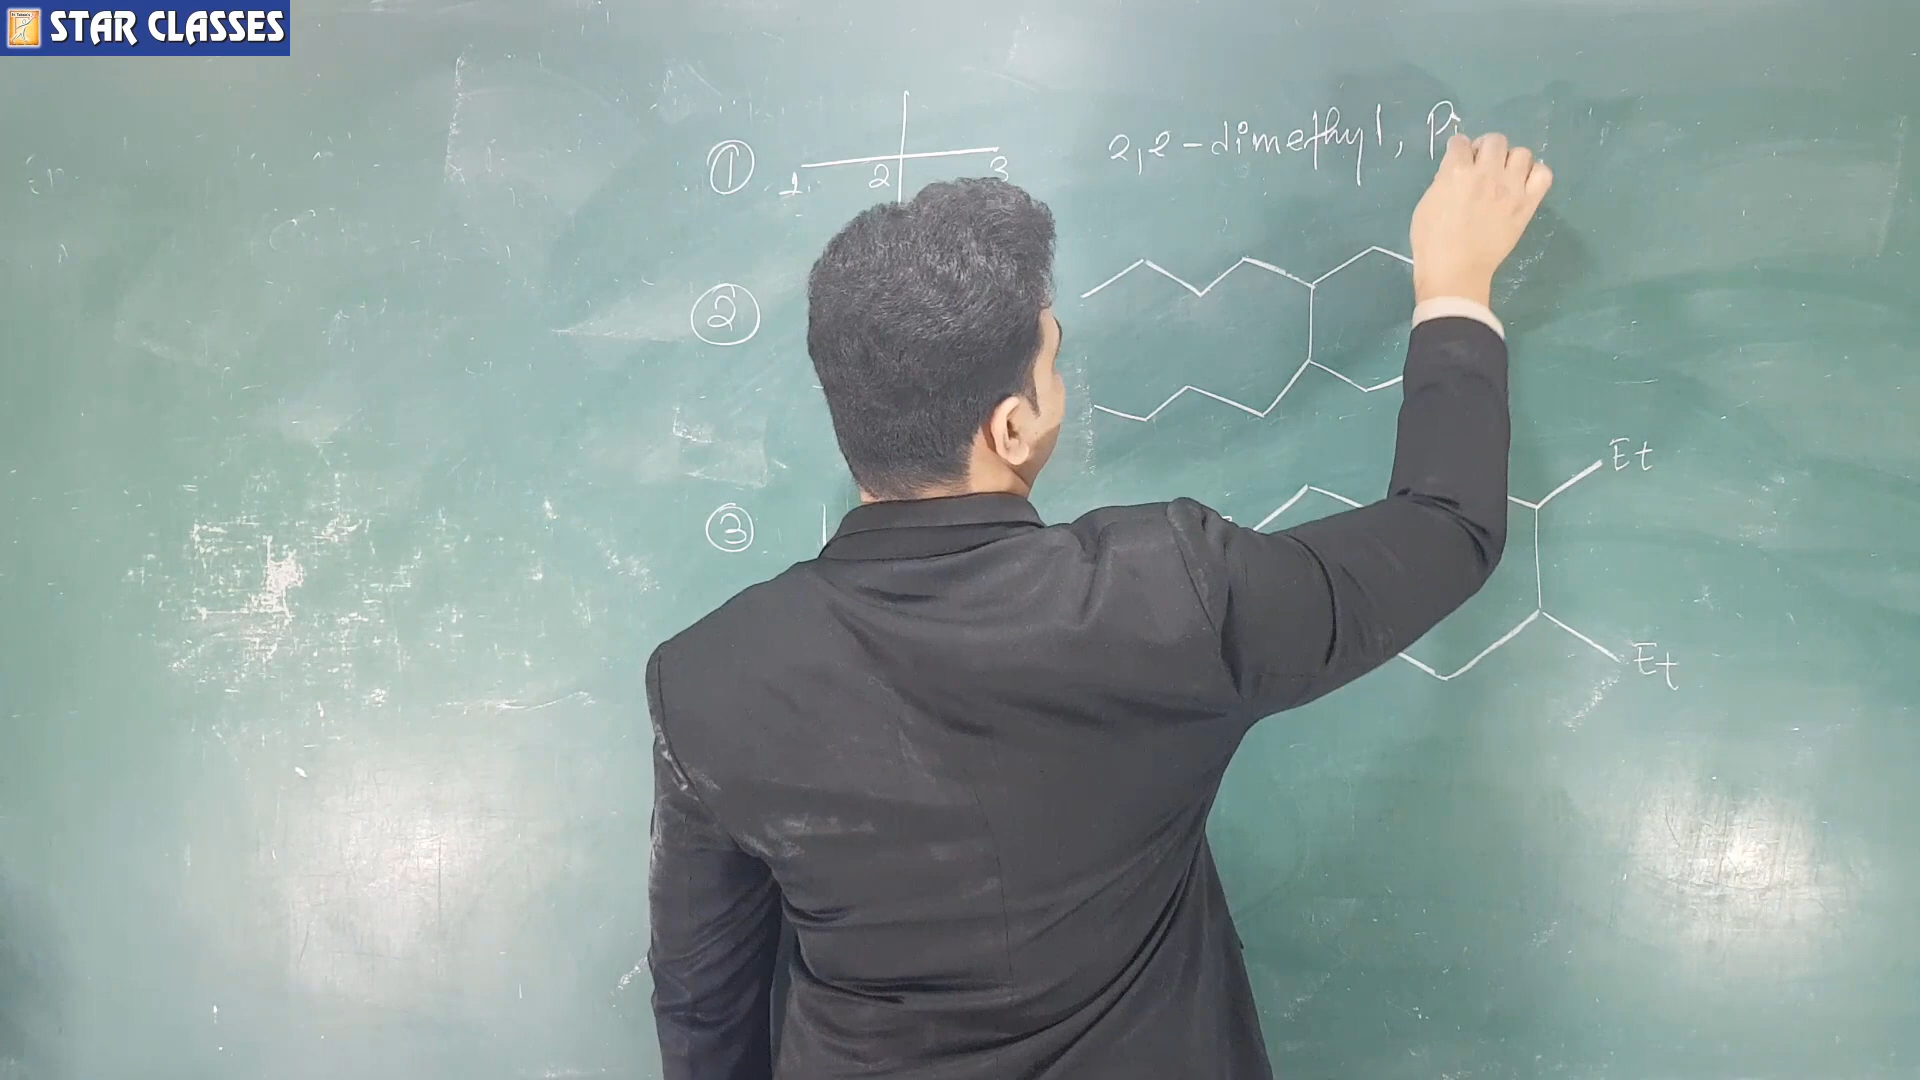 STAR CLASSES
① 1 2 3 2,2-dimethyl, P
②
③
Et
Et